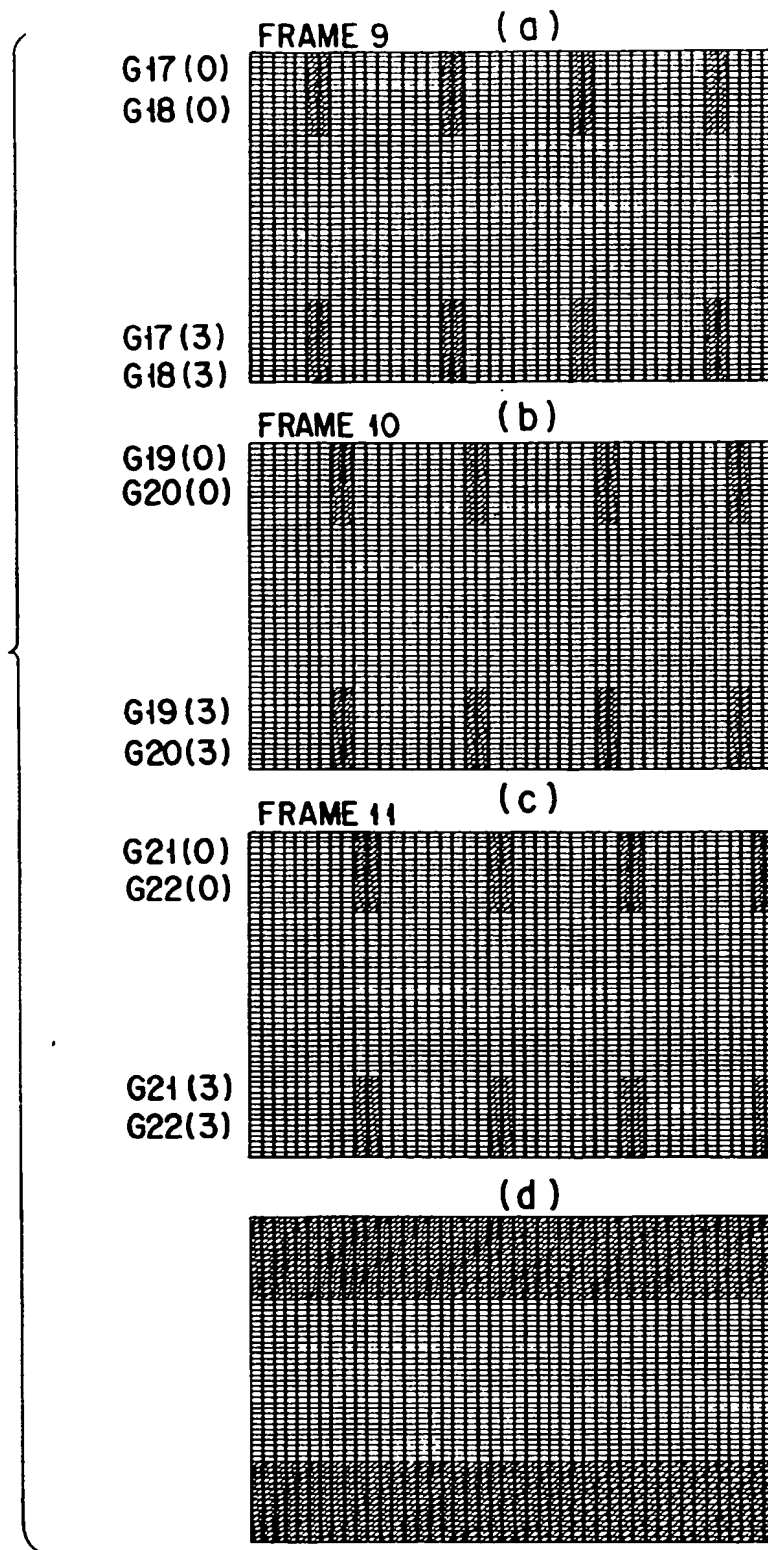 FRAME 9 (a)
G17(0)
G18(0)
G17(3)
G18(3)
FRAME 10 (b)
G19(0)
G20(0)
G19(3)
G20(3)
FRAME 11 (c)
G21(0)
G22(0)
G21(3)
G22(3)
(d)